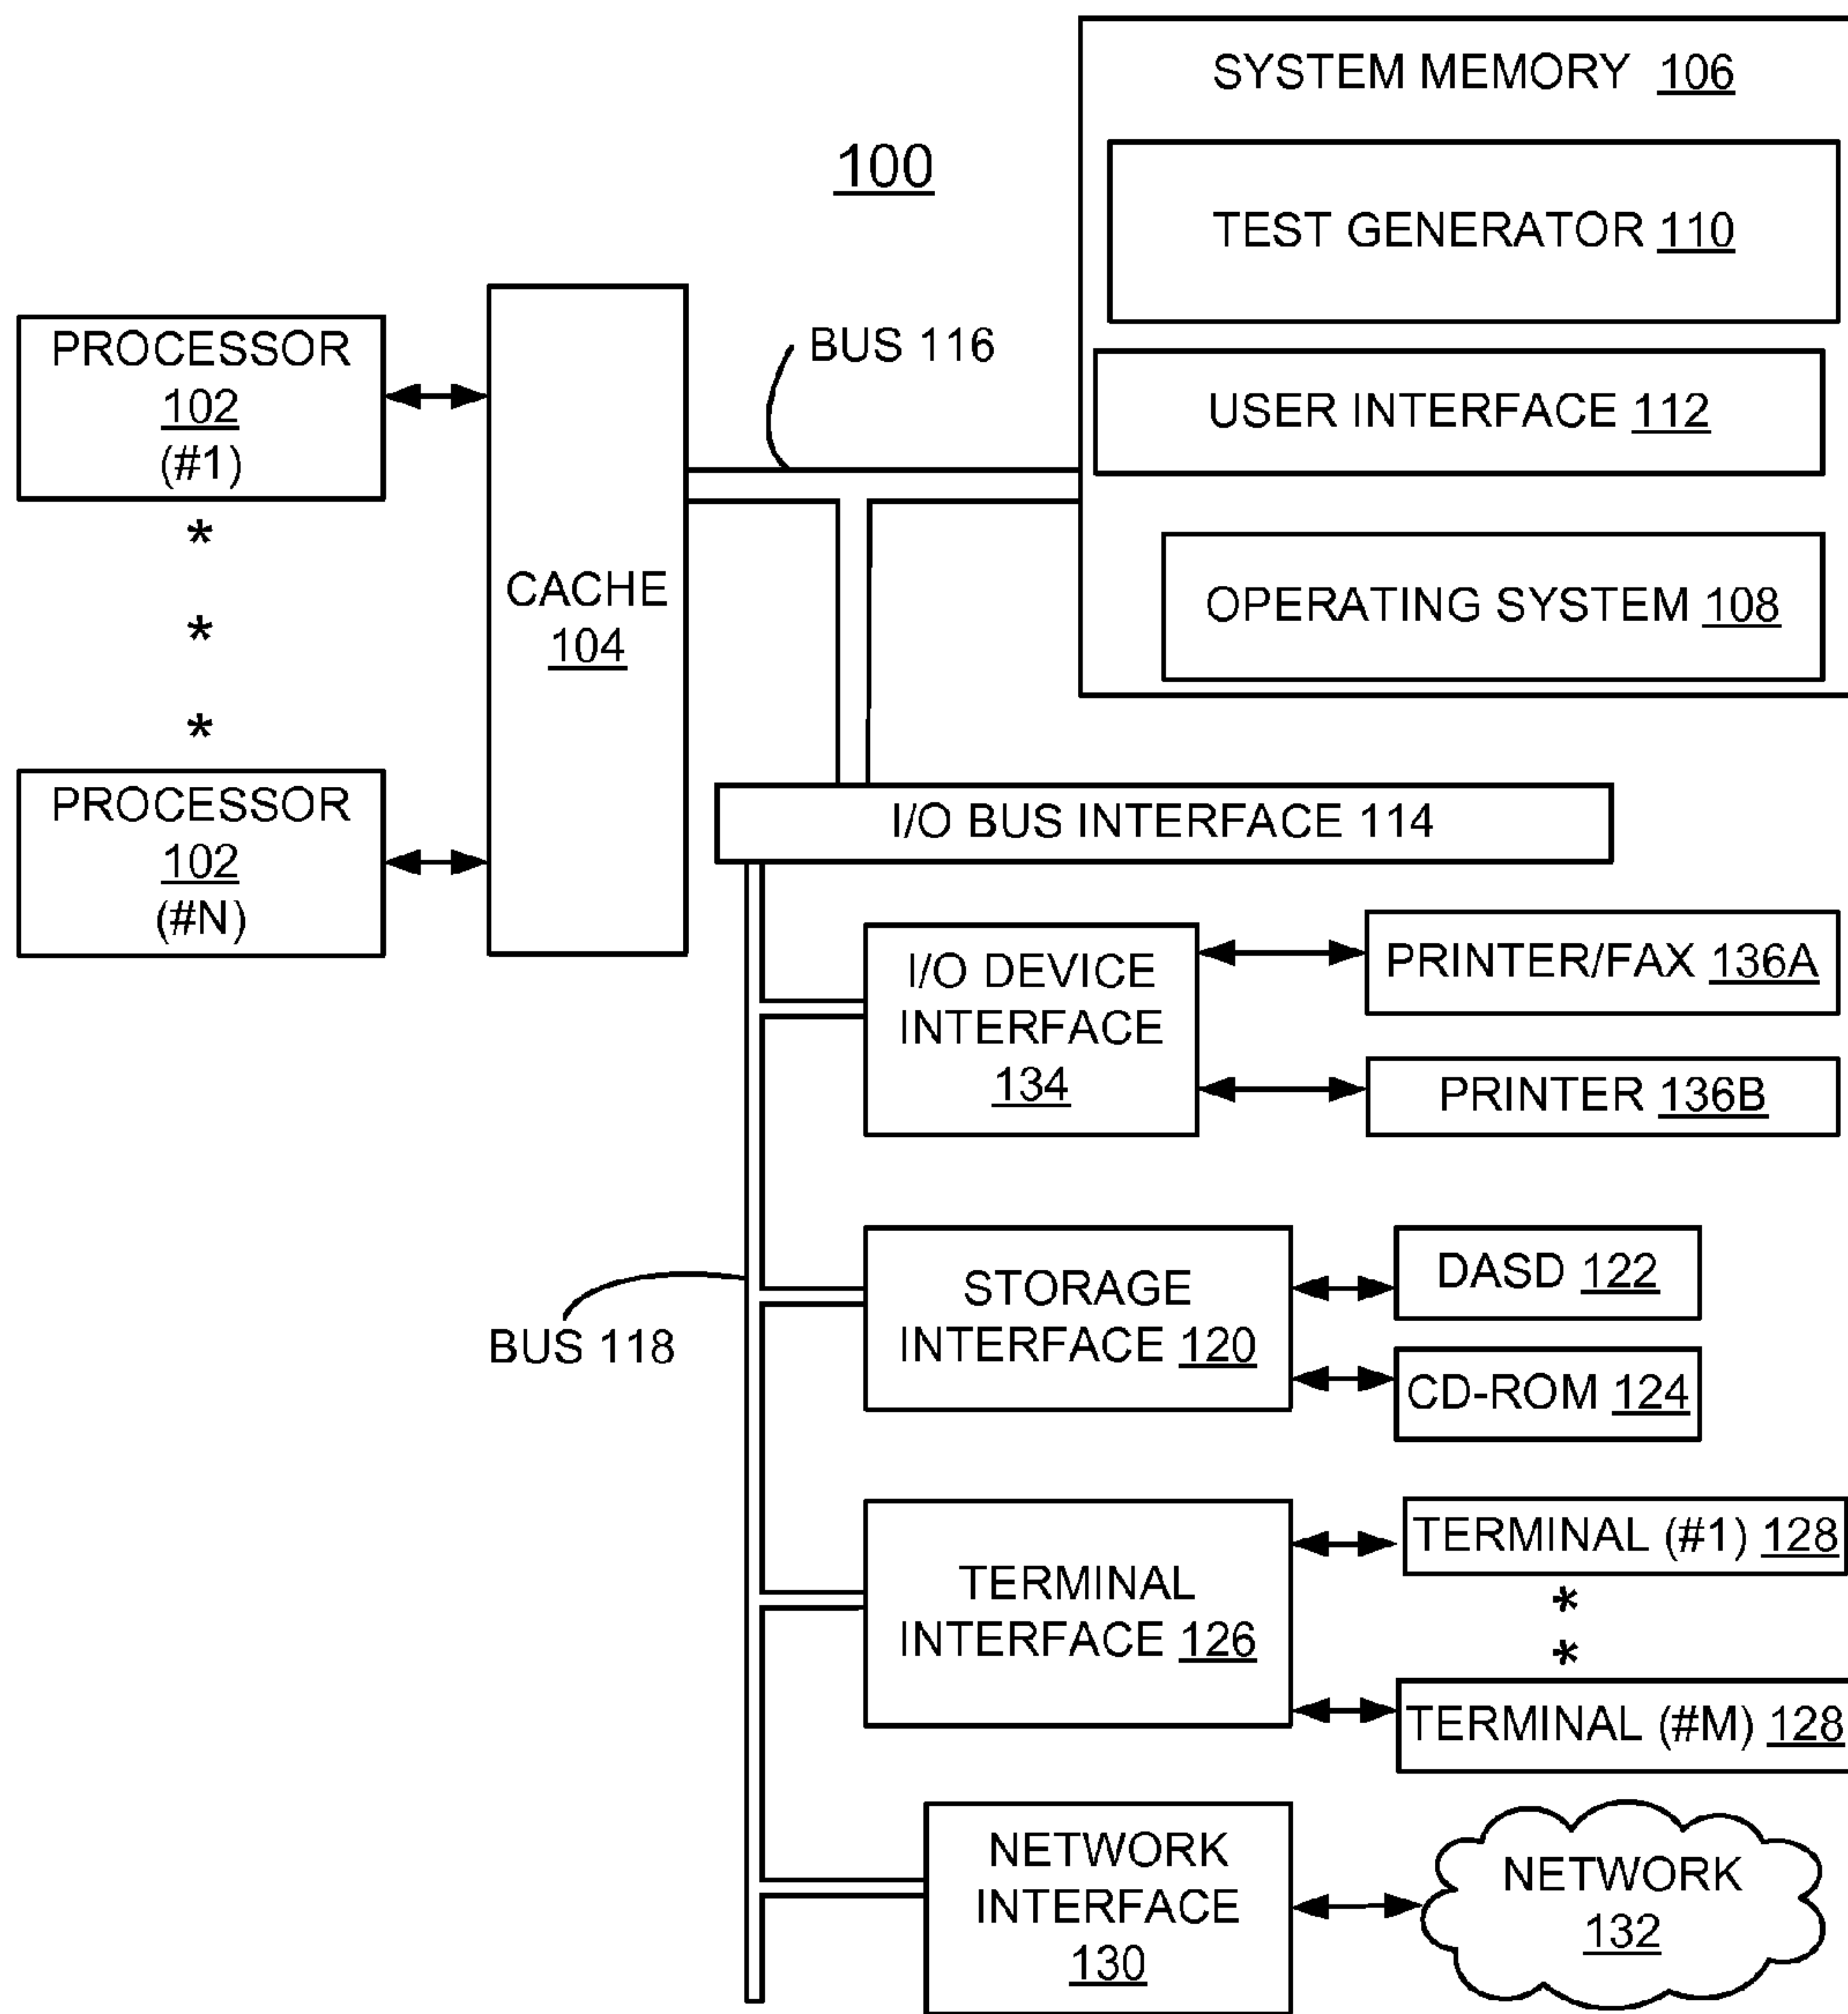 SYSTEM MEMORY 106
100
TEST GENERATOR 110
BUS 116
USER INTERFACE 112
OPERATING SYSTEM 108
PROCESSOR
102
(#1)
*
*
*
PROCESSOR
102
(#N)
CACHE
104
I/O BUS INTERFACE 114
I/O DEVICE
INTERFACE
134
PRINTER/FAX 136A
PRINTER 136B
BUS 118
STORAGE
INTERFACE 120
DASD 122
CD-ROM 124
TERMINAL
INTERFACE 126
TERMINAL (#1) 128
*
*
TERMINAL (#M) 128
NETWORK
INTERFACE
130
NETWORK
132